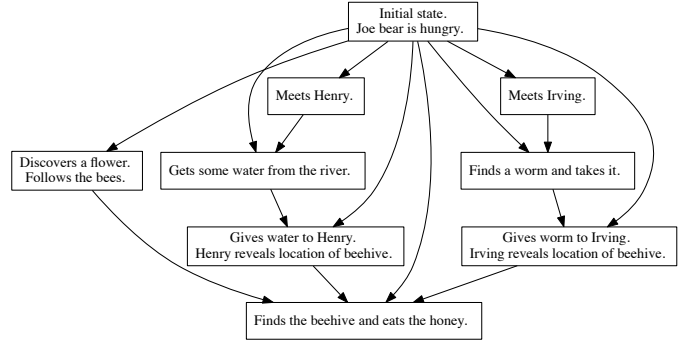 Initial state.
Joe bear is hungry.
Meets Henry.
Meets Irving.
Discovers a flower.
Follows the bees.
Gets some water from the river.
Finds a worm and takes it.
Gives water to Henry.
Henry reveals location of beehive.
Gives worm to Irving.
Irving reveals location of beehive.
Finds the beehive and eats the honey.